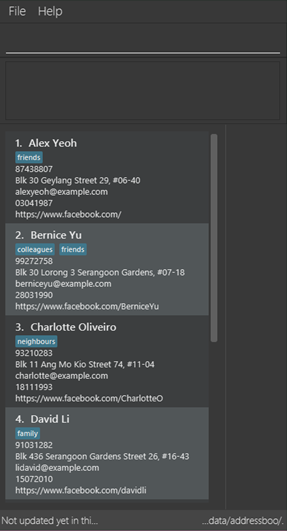 File Help
1. Alex Yeoh
friends
87438807
Blk 30 Geylang Street 29, #06-40
alexyeoh@example.com
03041987
https://www.facebook.com/
2. Bernice Yu
colleagues friends
99272758
Blk 30 Lorong 3 Serangoon Gardens, #07-18
berniceyu@example.com
28031990
https://www.facebook.com/BerniceYu
3. Charlotte Oliveiro
neighbours
93210283
Blk 11 Ang Mo Kio Street 74, #11-04
charlotte@example.com
18111993
https://www.facebook.com/CharlotteO
4. David Li
family
91031282
Blk 436 Serangoon Gardens Street 26, #16-43
lidavid@example.com
15072010
https://www.facebook.com/davidli
Not updated yet in thi... ...data/addressboo/.